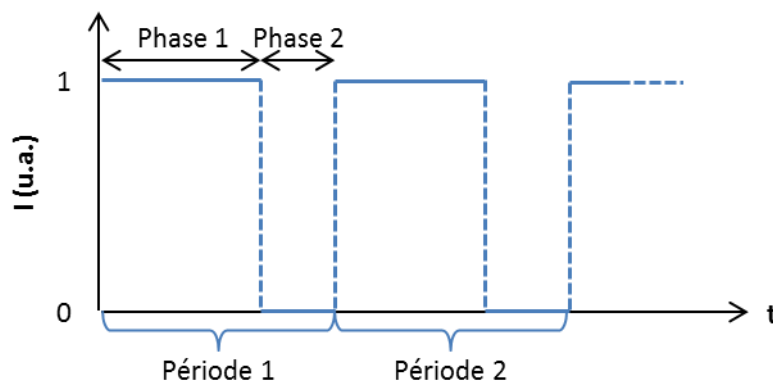 Phase 1 Phase 2
1
I (u.a.)
0
t
Période 1 Période 2